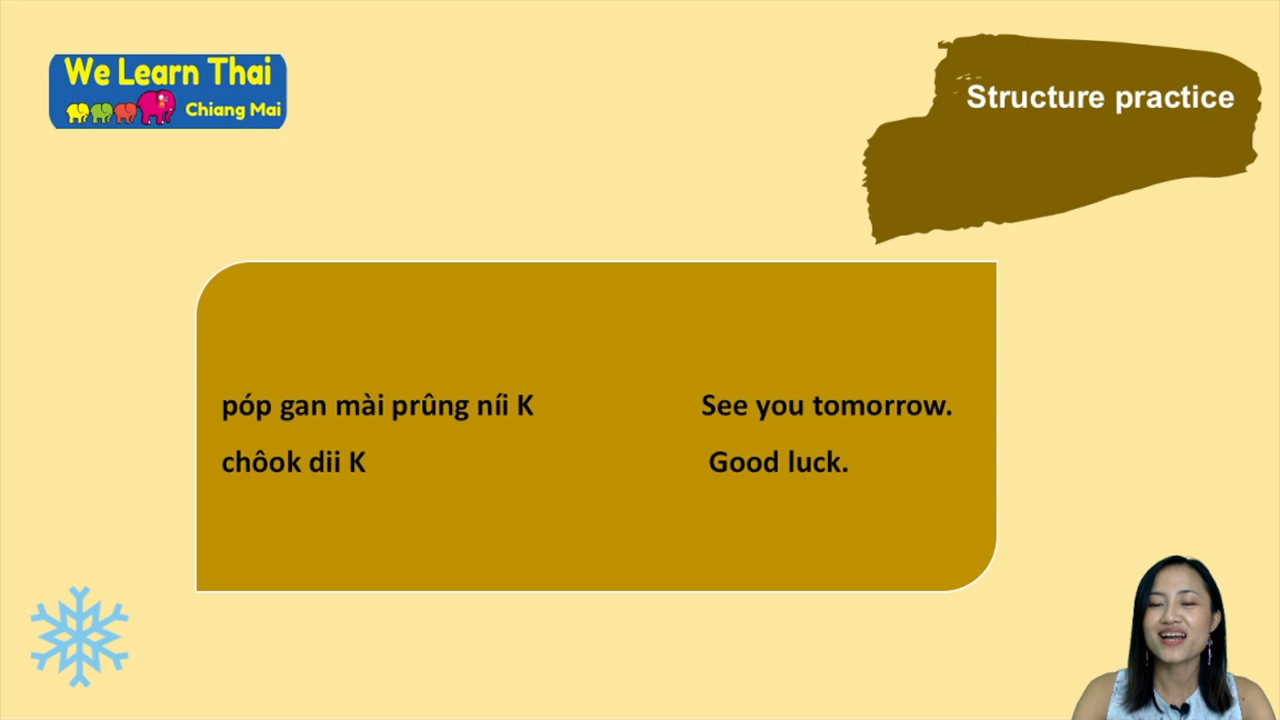 We Learn Thai
Chiang Mai
Structure practice
póp gan mài prûng níi K See you tomorrow.
chôok dii K Good luck.